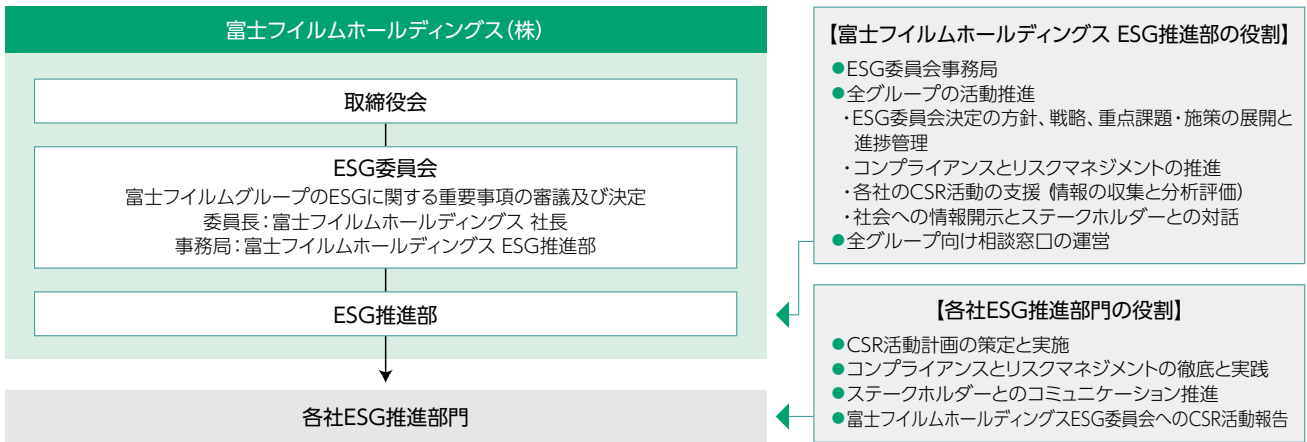 富士フイルムホールディングス(株)
取締役会
ESG委員会
富士フイルムグループのESGに関する重要事項の審議及び決定
委員長:富士フイルムホールディングス 社長
事務局:富士フイルムホールディングス ESG推進部
ESG推進部
各社ESG推進部門
【富士フイルムホールディングス ESG推進部の役割】
●ESG委員会事務局
●全グループの活動推進
・ESG委員会決定の方針、戦略、重点課題・施策の展開と
進捗管理
・コンプライアンスとリスクマネジメントの推進
・各社のCSR活動の支援(情報の収集と分析評価)
・社会への情報開示とステークホルダーとの対話
●全グループ向け相談窓口の運営
【各社ESG推進部門の役割】
●CSR活動計画の策定と実施
●コンプライアンスとリスクマネジメントの徹底と実践
●ステークホルダーとのコミュニケーション推進
●富士フイルムホールディングスESG委員会へのCSR活動報告